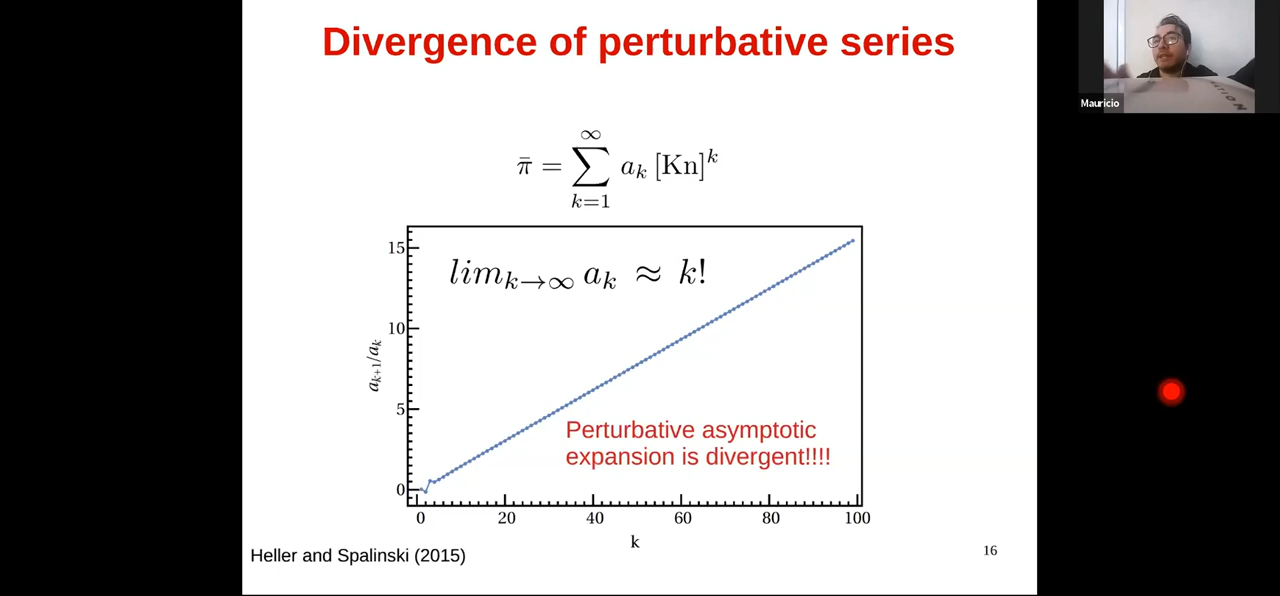 Divergence of perturbative series
Mauricio
π̄ = ∑_{k=1}^{∞} a_k [Kn]^k
lim_{k→∞} a_k ≈ k!
15
10
5
0
a_{k+1}/a_k
Perturbative asymptotic
expansion is divergent!!!!
0 20 40 60 80 100
k
Heller and Spalinski (2015)
16